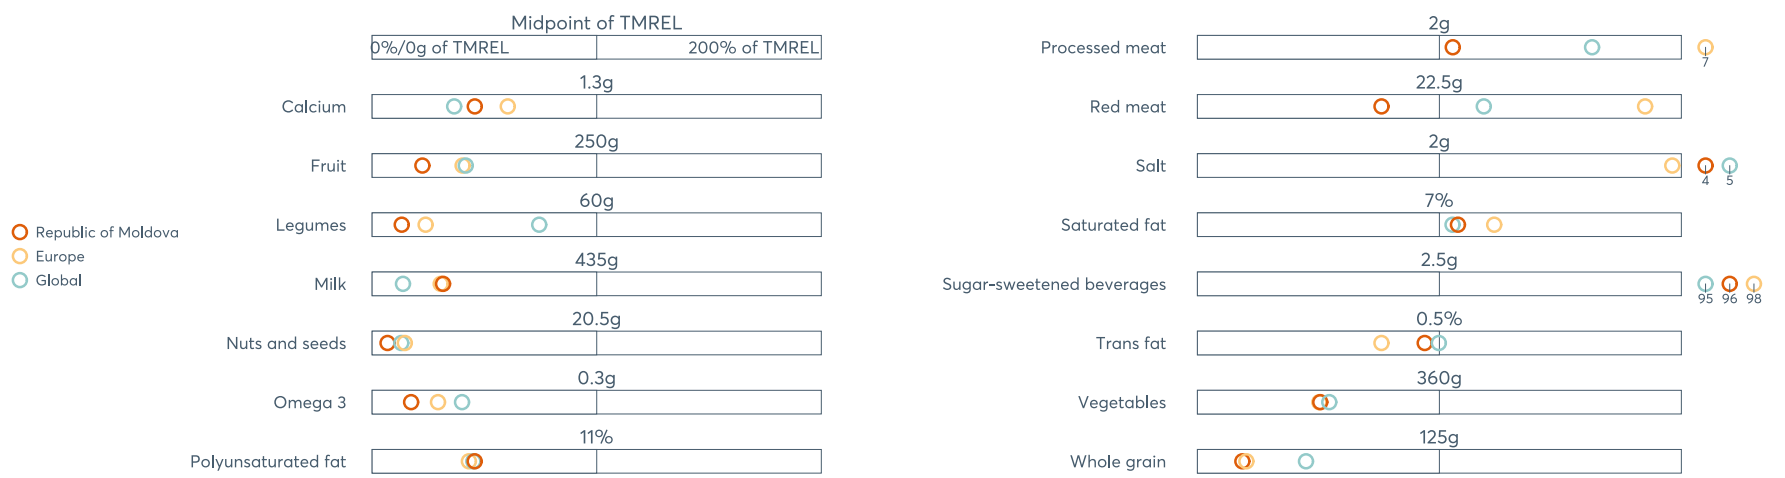 Midpoint of TMREL
0%/0g of TMREL 200% of TMREL
1.3g
Calcium
250g
Fruit
60g
Legumes
435g
Milk
20.5g
Nuts and seeds
0.3g
Omega 3
11%
Polyunsaturated fat
Republic of Moldova
Europe
Global
2g
Processed meat
7
22.5g
Red meat
2g
Salt
4 5
7%
Saturated fat
2.5g
Sugar-sweetened beverages
95 96 98
0.5%
Trans fat
360g
Vegetables
125g
Whole grain